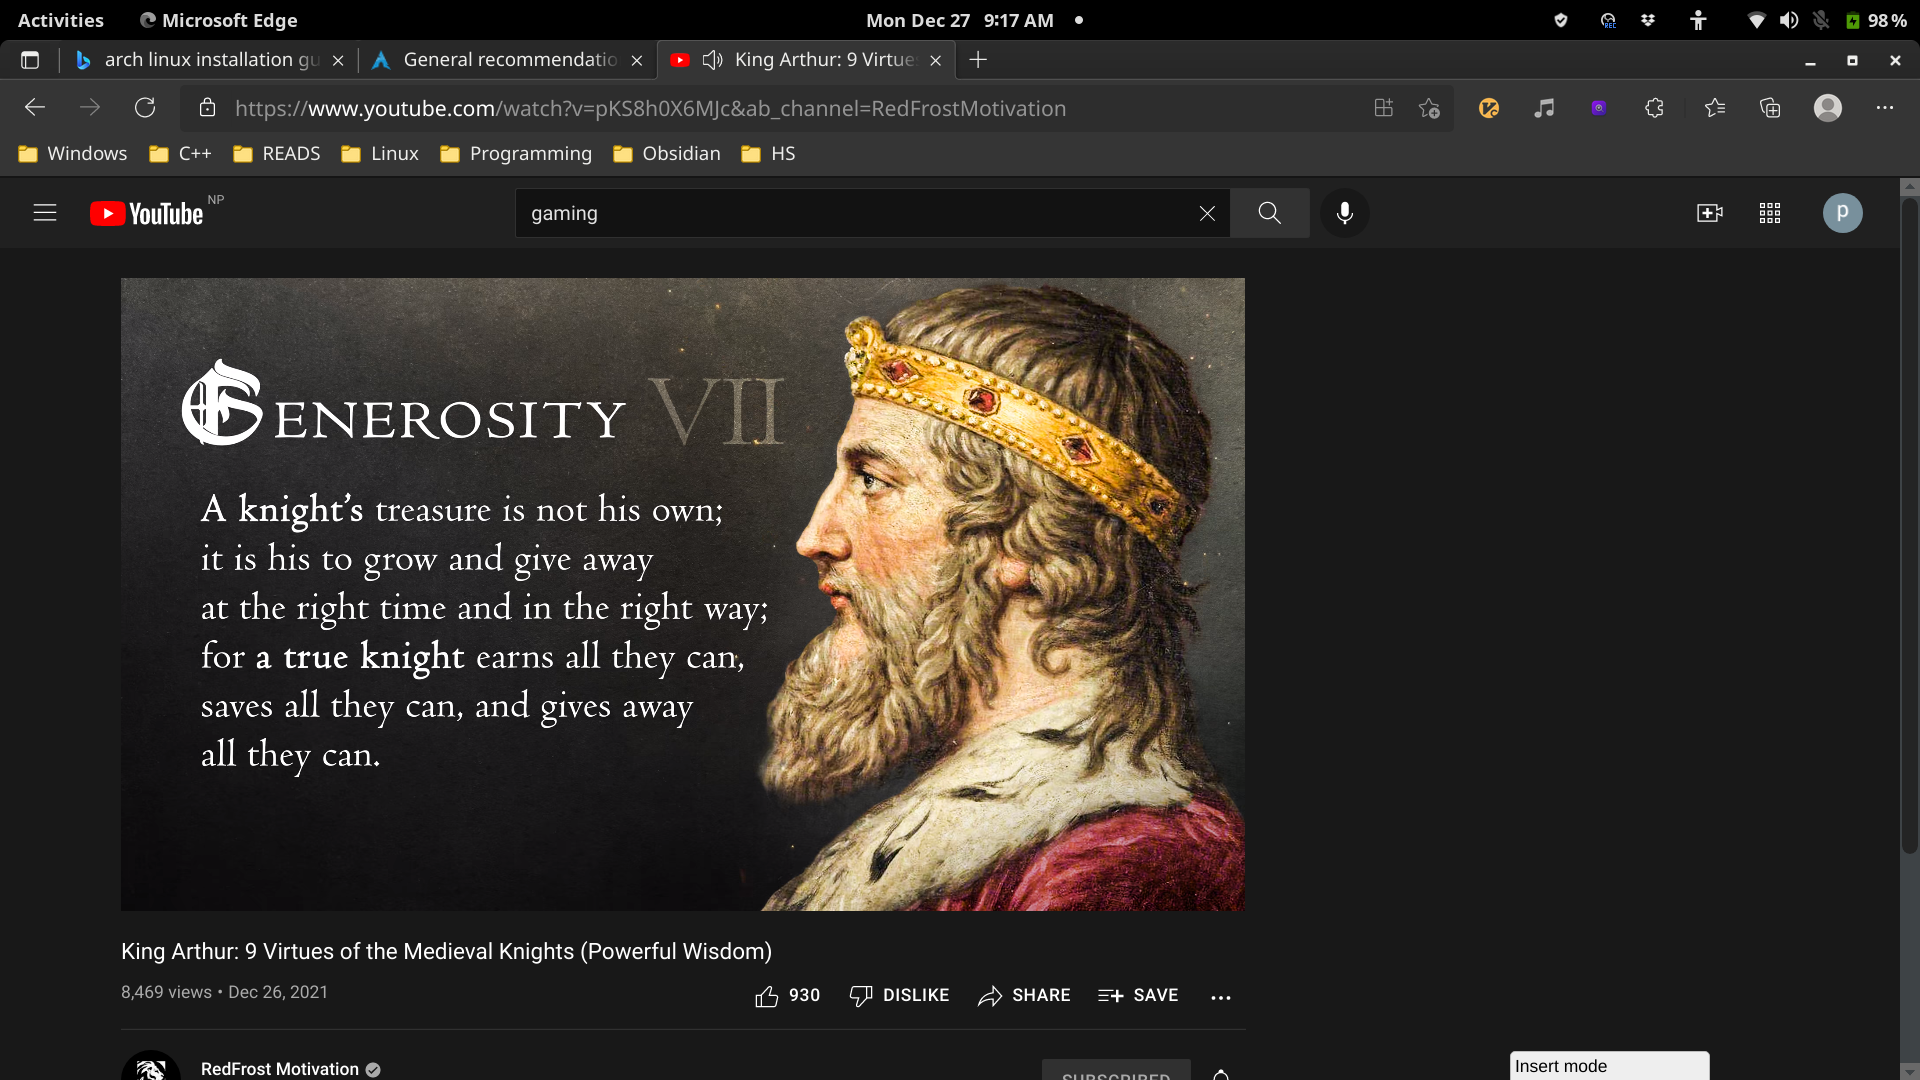 Activities Microsoft Edge Mon Dec 27 9:17 AM 98%
arch linux installation gu General recommendatio King Arthur: 9 Virtue
https://www.youtube.com/watch?v=pKS8h0X6MJc&ab_channel=RedFrostMotivation
Windows C++ READS Linux Programming Obsidian HS
YouTube NP gaming p
GENEROSITY VII
A knight's treasure is not his own;
it is his to grow and give away
at the right time and in the right way;
for a true knight earns all they can,
saves all they can, and gives away
all they can.
King Arthur: 9 Virtues of the Medieval Knights (Powerful Wisdom)
8,469 views • Dec 26, 2021 930 DISLIKE SHARE SAVE
RedFrost Motivation SUBSCRIBED
Insert mode